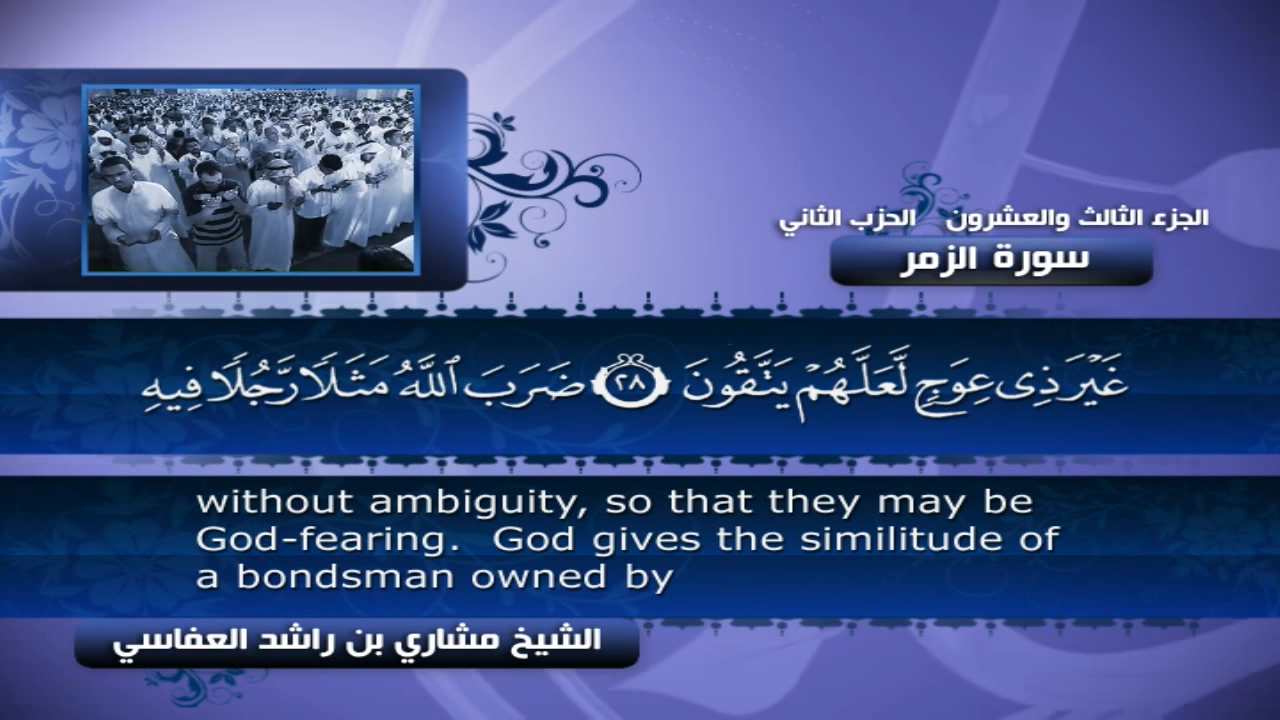 الجزء الثالث والعشرون الحزب الثاني
سورة الزمر
غَيْرَ ذِى عِوَجٍ لَّعَلَّهُمْ يَتَّقُونَ ٢٨ ضَرَبَ ٱللَّهُ مَثَلًا رَّجُلًا فِيهِ
without ambiguity, so that they may be
God-fearing. God gives the similitude of
a bondsman owned by
الشيخ مشاري بن راشد العفاسي